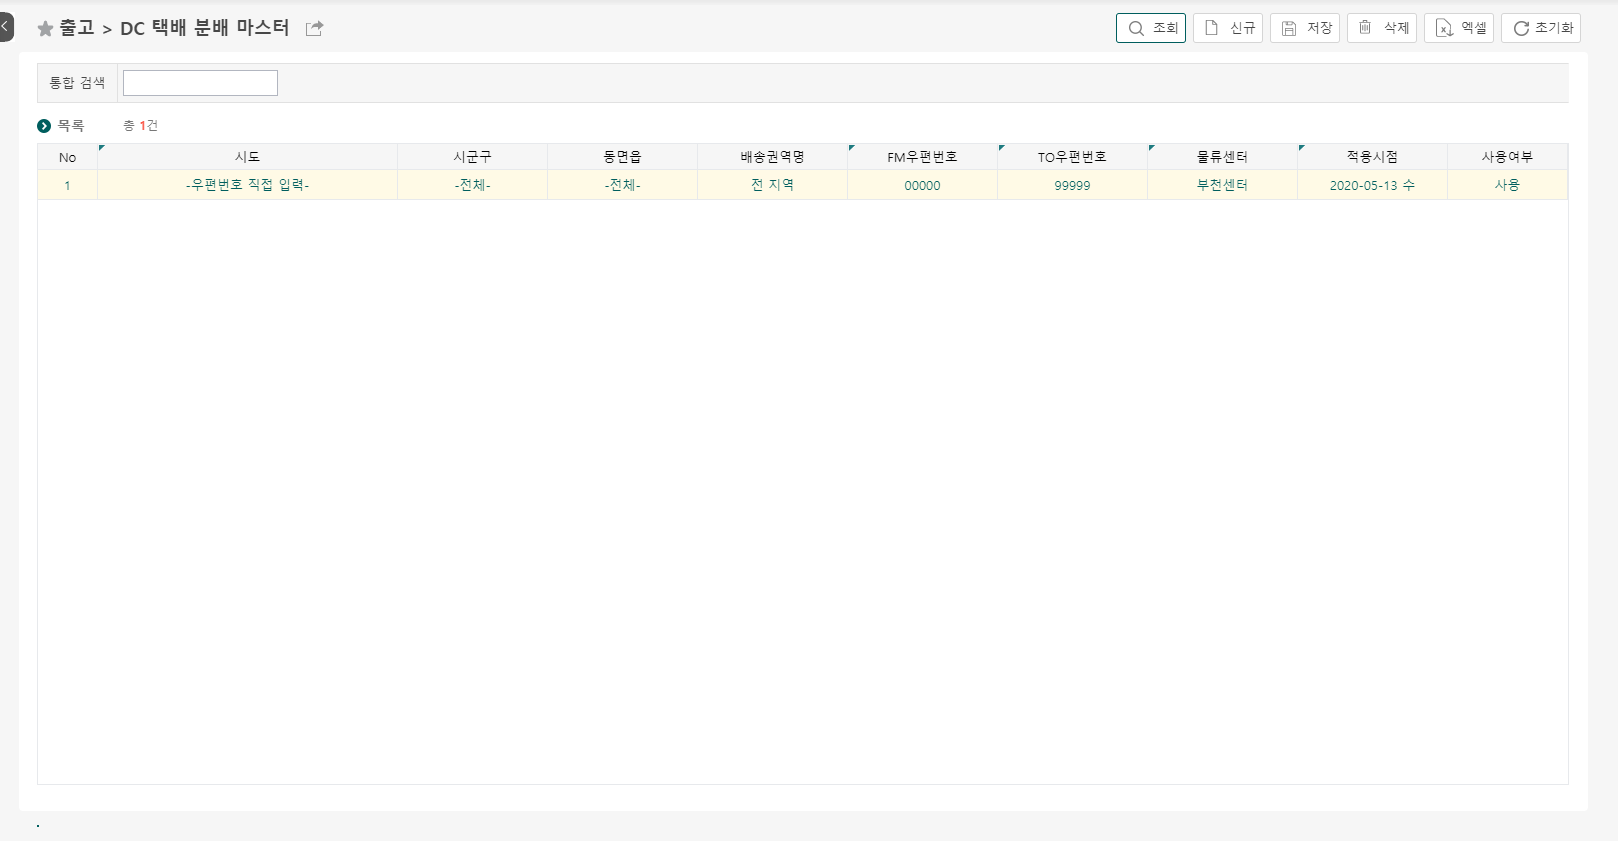 출고 > DC 택배 분배 마스터
조회 신규 저장 삭제 엑셀 초기화
통합 검색
목록 총 1건
No 시도 시군구 동면읍 배송권역명 FM우편번호 TO우편번호 물류센터 적용시점 사용여부
1 -우편번호 직접 입력- -전체- -전체- 전 지역 00000 99999 부천센터 2020-05-13 수 사용